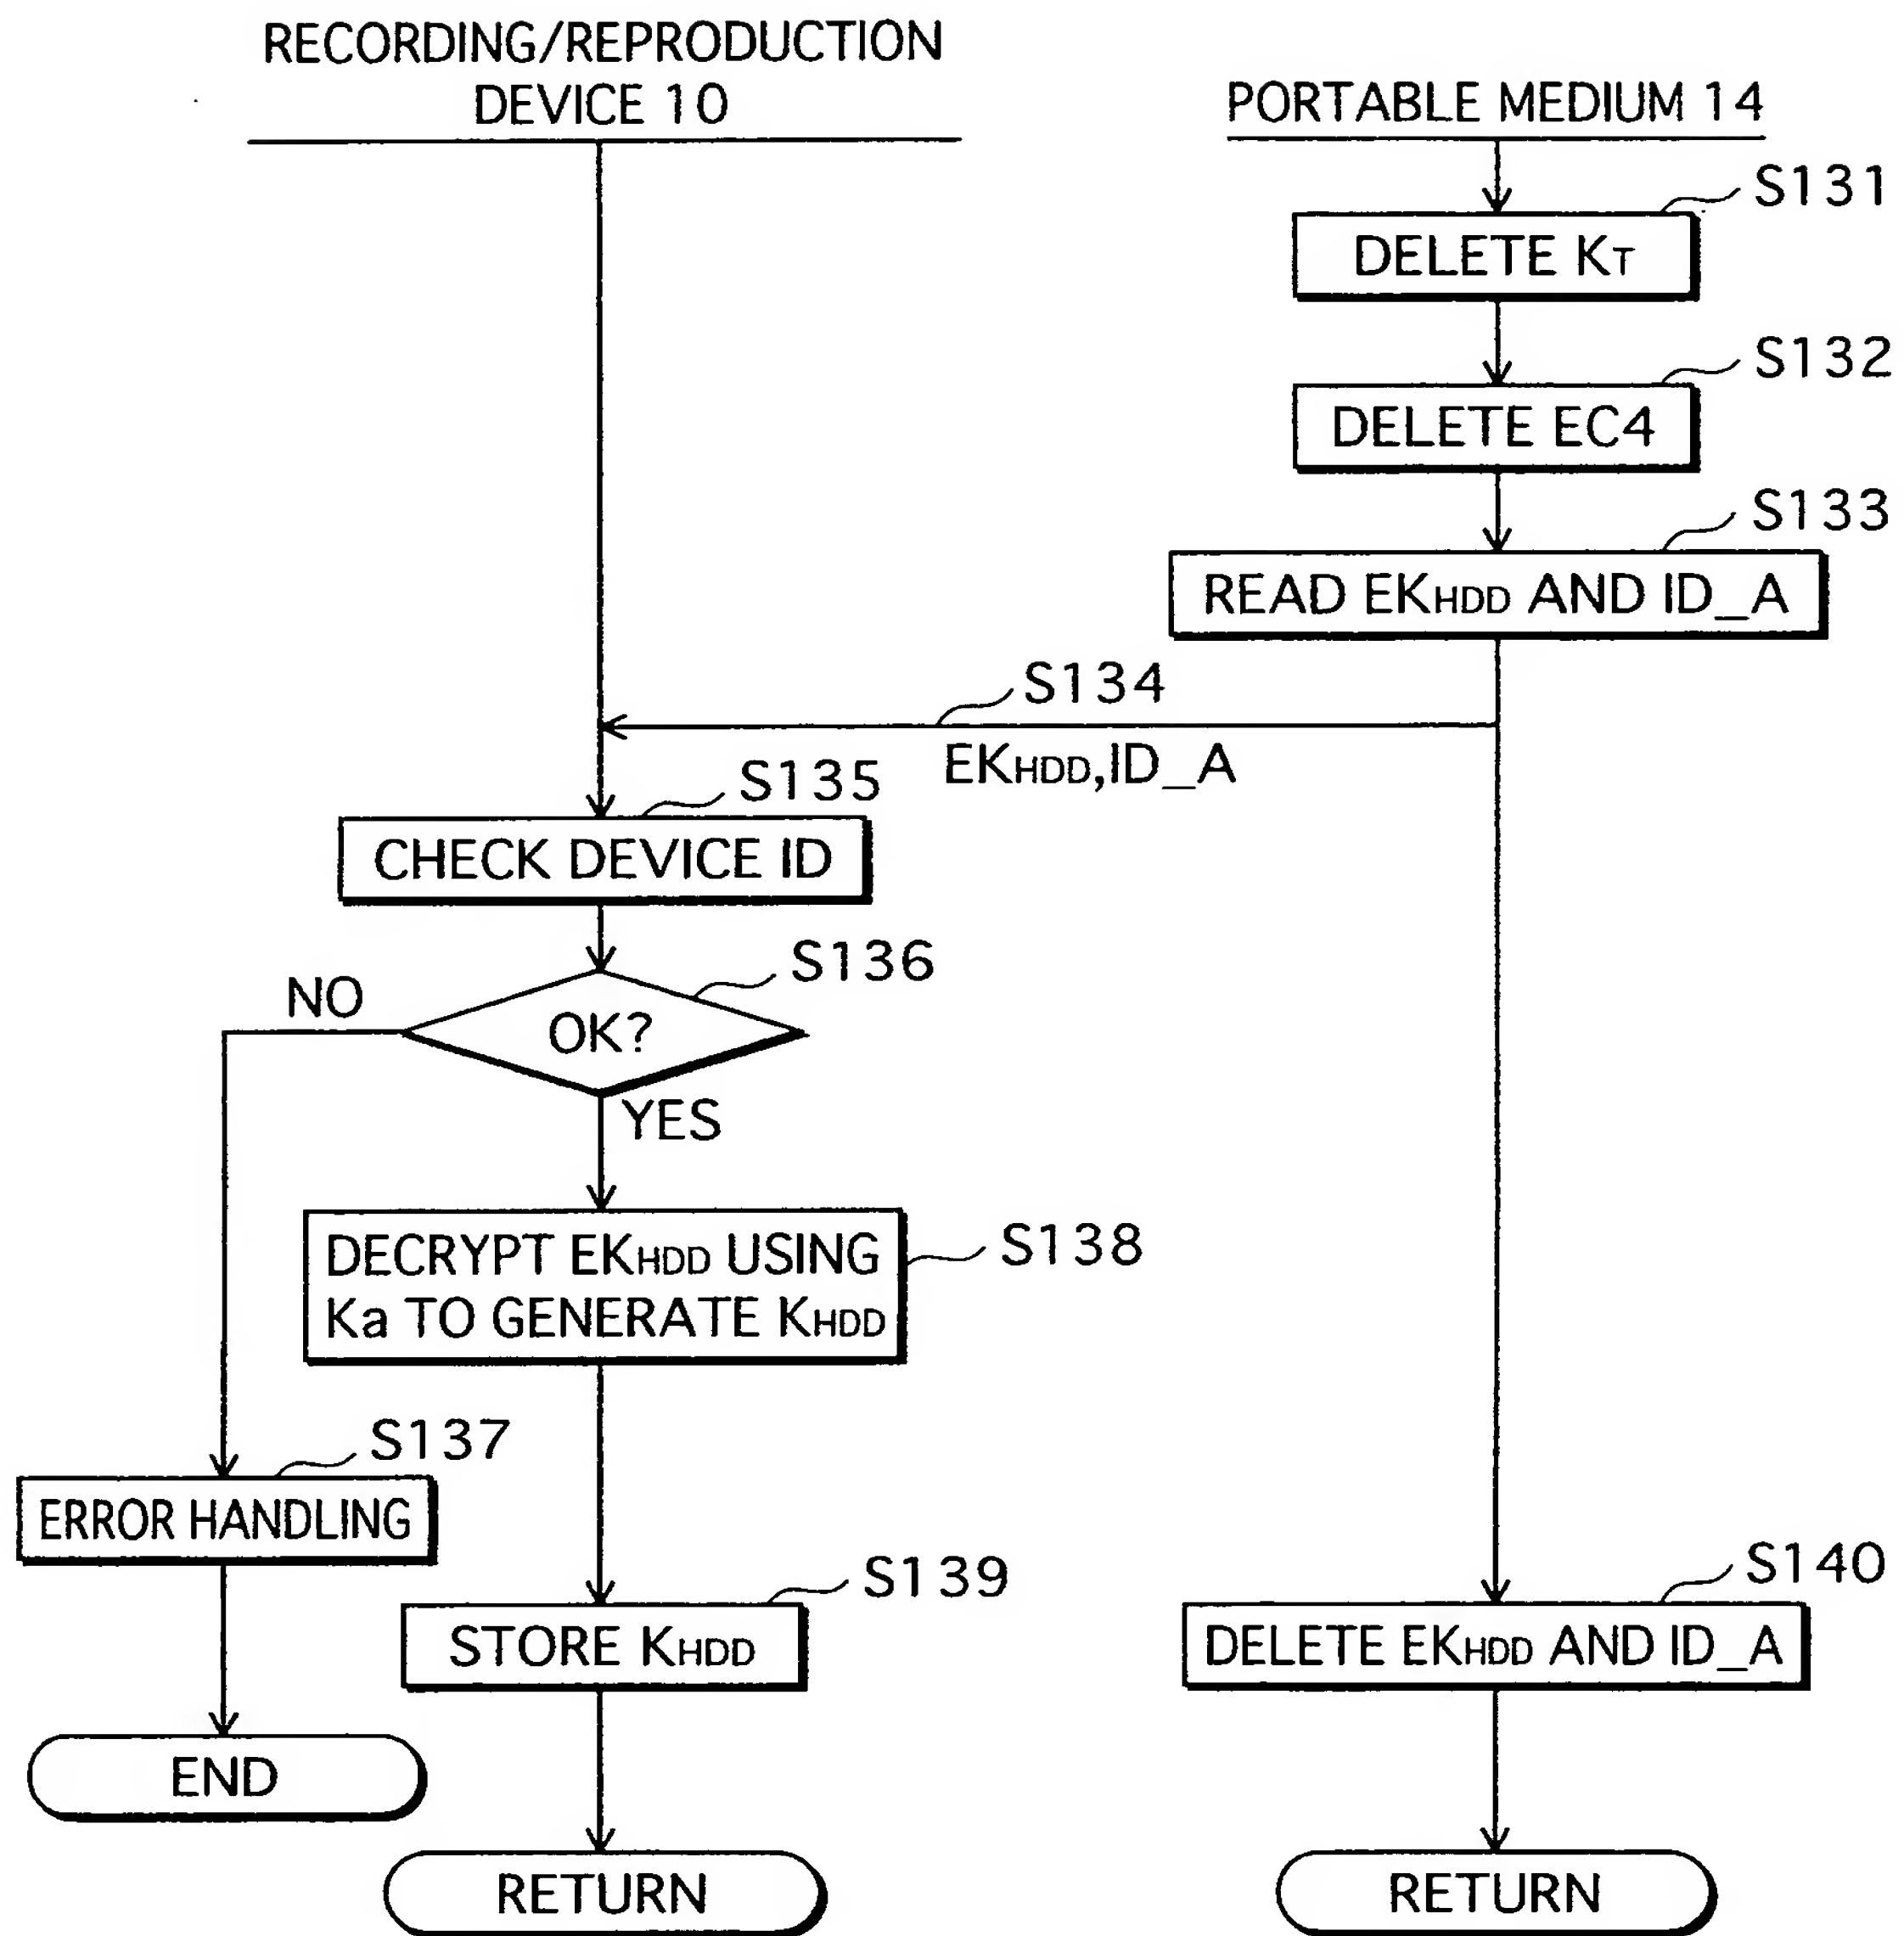 RECORDING/REPRODUCTION
DEVICE 10
PORTABLE MEDIUM 14
S131
DELETE KT
S132
DELETE EC4
S133
READ EKHDD AND ID_A
S134
EKHDD,ID_A
S135
CHECK DEVICE ID
S136
NO
OK?
YES
DECRYPT EKHDD USING
Ka TO GENERATE KHDD
S138
S137
ERROR HANDLING
S139
STORE KHDD
S140
DELETE EKHDD AND ID_A
END
RETURN
RETURN